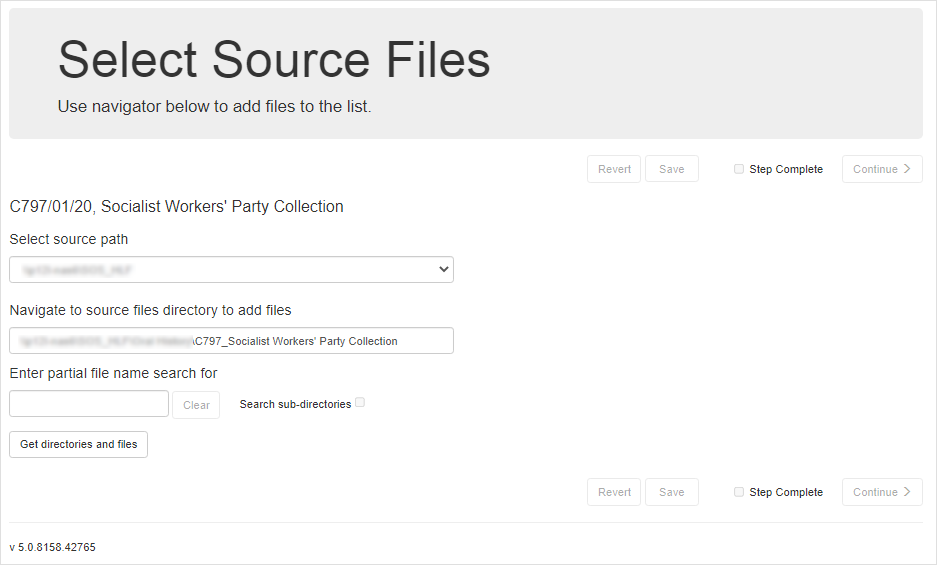 Select Source Files
Use navigator below to add files to the list.
Revert Save Step Complete Continue
C797/01/20, Socialist Workers' Party Collection
Select source path
Navigate to source files directory to add files
\C797_Socialist Workers' Party Collection
Enter partial file name search for
Clear Search sub-directories
Get directories and files
Revert Save Step Complete Continue
v 5.0.8158.42765